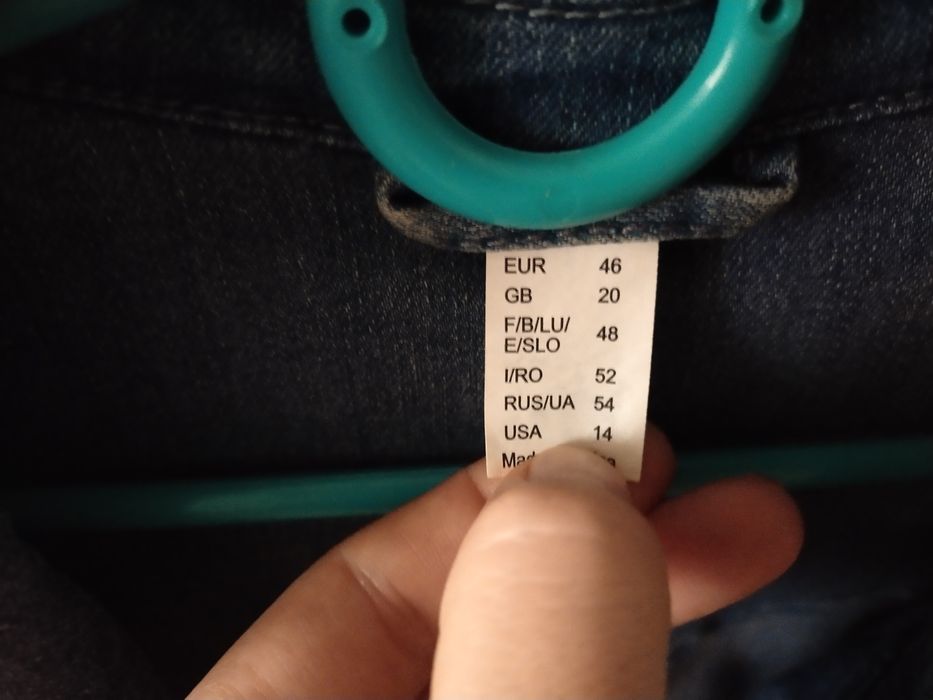 EUR 46
GB 20
F/B/LU/
E/SLO 48
I/RO 52
RUS/UA 54
USA 14